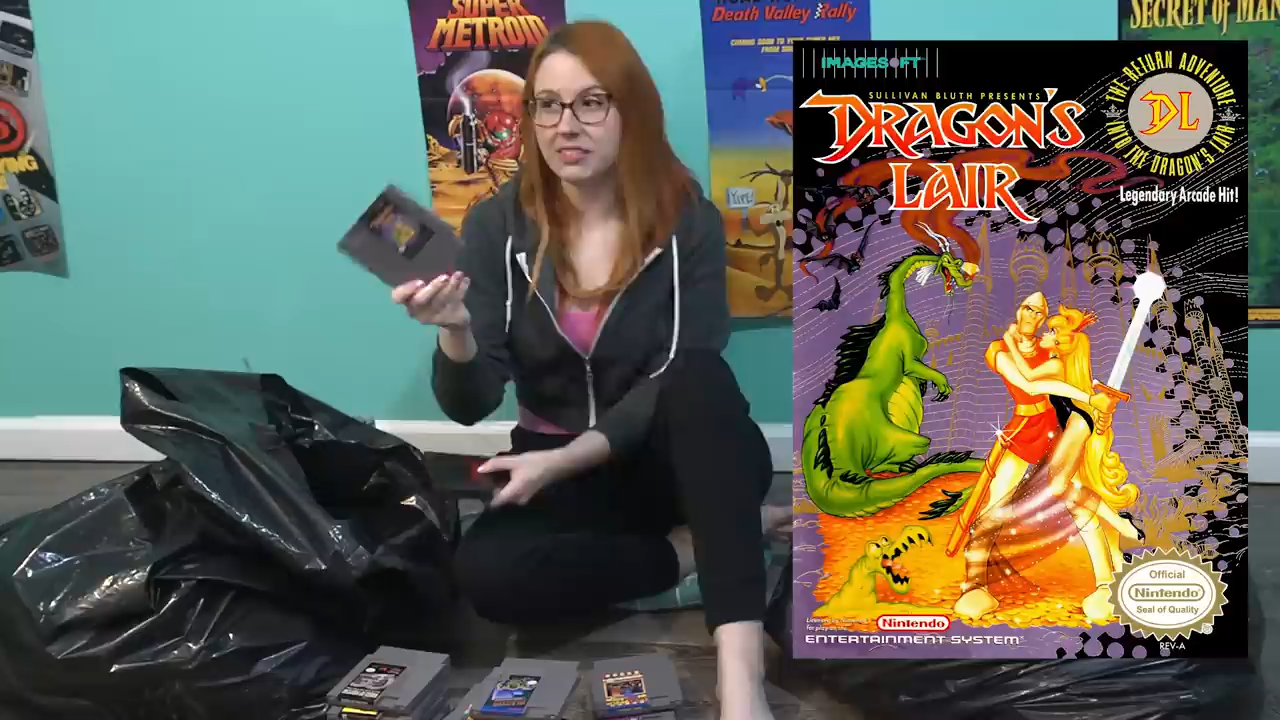 SUPER
METROID
Death Valley Rally
SECRET OF MAN
IMAGESOFT
SULLIVAN BLUTH PRESENTS
DRAGON'S
LAIR
THE RETURN ADVENTURE
INTO THE DRAGON'S LAIR
DL
Legendary Arcade Hit!
Official
Nintendo
Seal of Quality
Nintendo
ENTERTAINMENT SYSTEM
REV-A